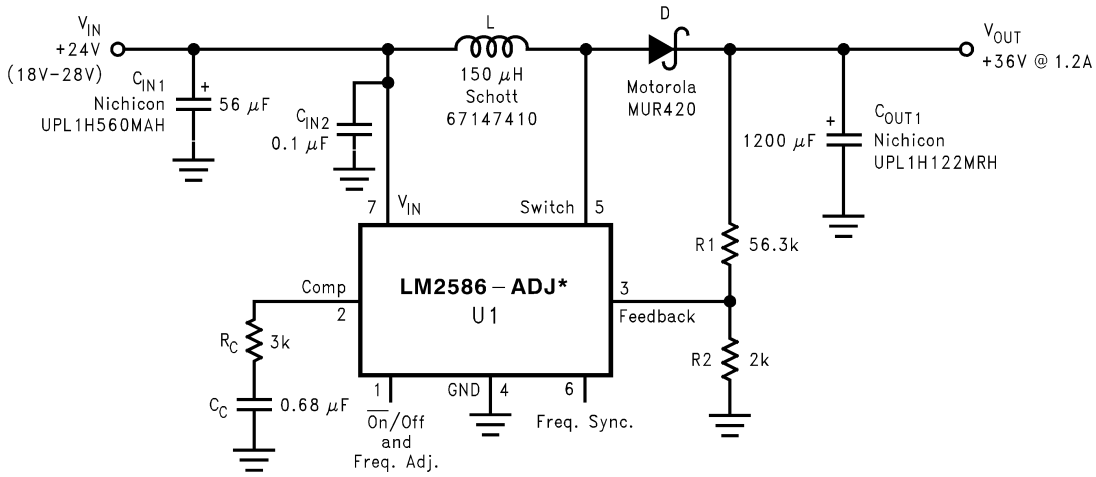 V_IN
+24V
(18V–28V)
C_IN1
Nichicon
UPL1H560MAH
+
56 μF
C_IN2
0.1 μF
L
150 μH
Schott
67147410
D
Motorola
MUR420
V_OUT
+36V @ 1.2A
+
1200 μF
C_OUT1
Nichicon
UPL1H122MRH
7
V_IN
Switch
5
R1
56.3k
LM2586–ADJ*
U1
Comp
2
3
Feedback
R_C
3k
C_C
0.68 μF
R2
2k
1
O̅n̅/Off
and
Freq. Adj.
GND
4
6
Freq. Sync.